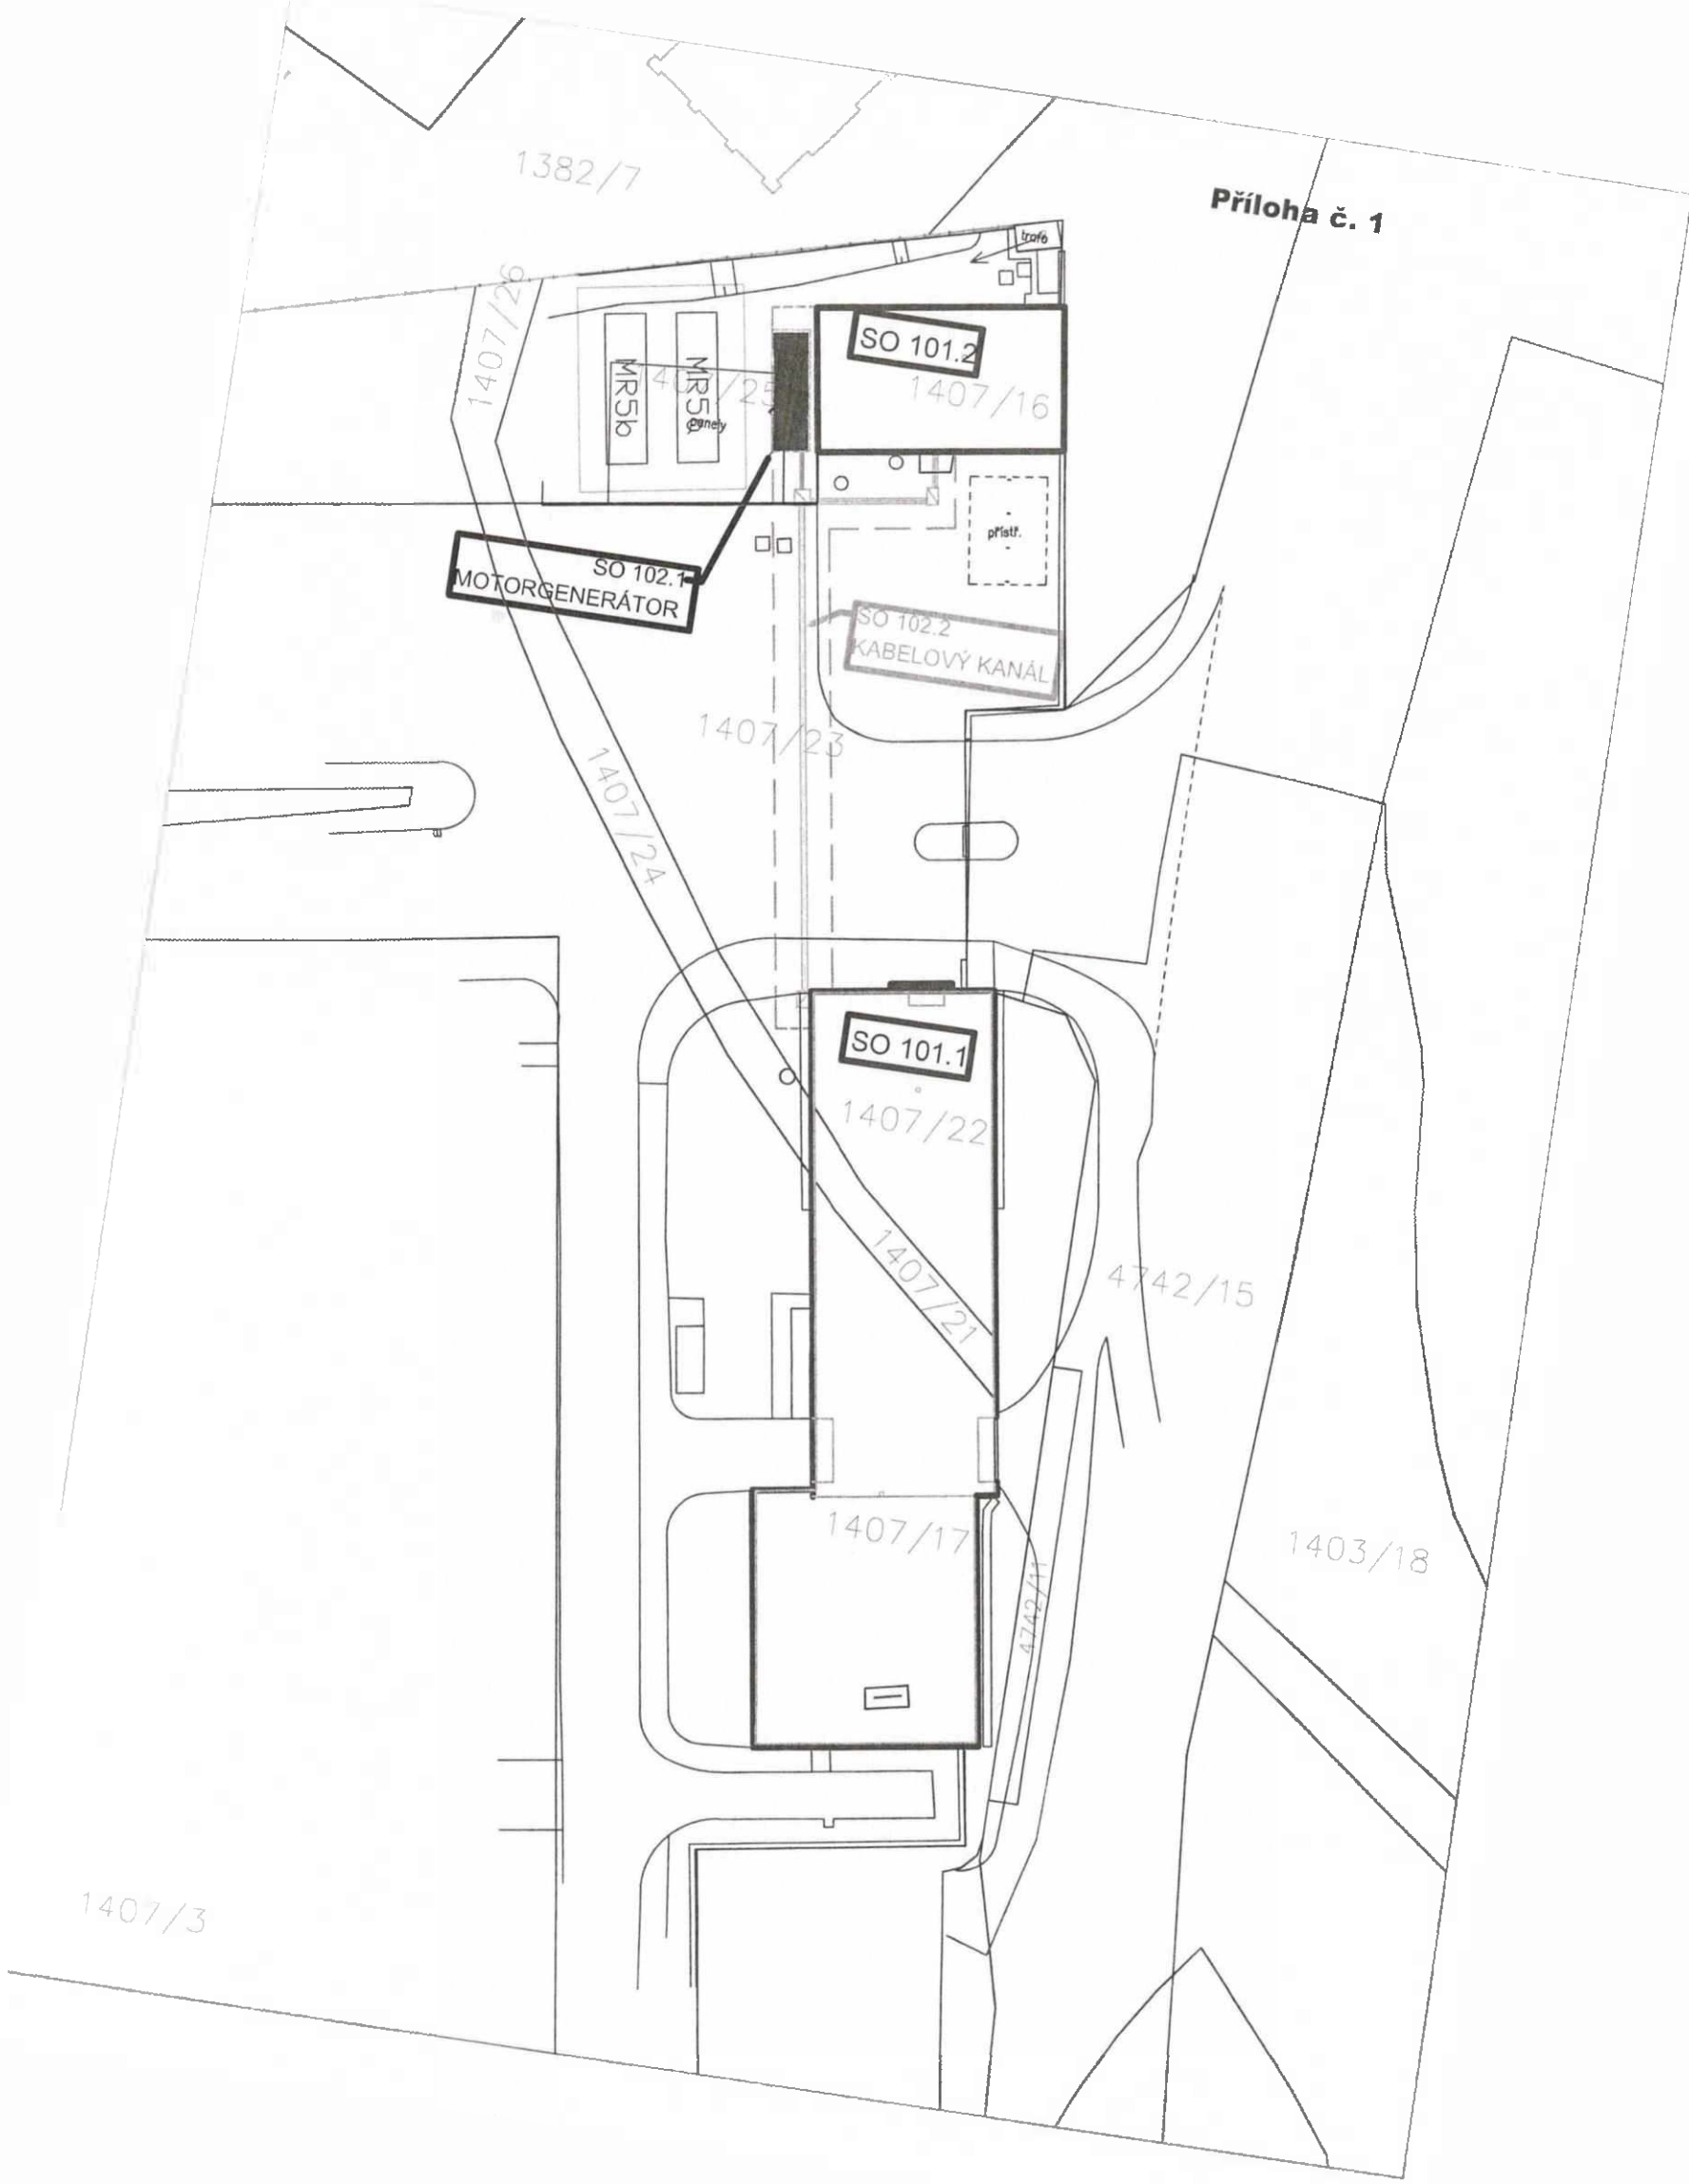 1382/7
Příloha č. 1
trafo
1407/26
SO 101.2
1407/16
MR5b
MR5
1407/25
panely
přístř.
SO 102.1
MOTORGENERÁTOR
SO 102.2
KABELOVÝ KANÁL
1407/23
1407/24
SO 101.1
1407/22
1407/21
4742/15
1407/17
1403/18
4742/11
1407/3